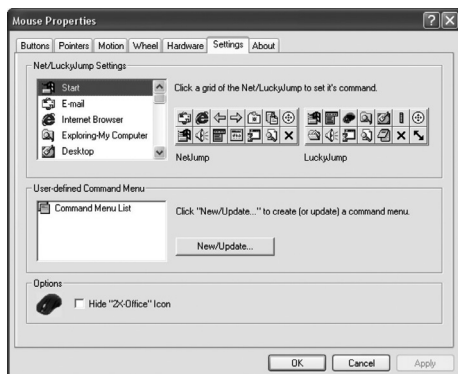 Mouse Properties
Buttons Pointers Motion Wheel Hardware Settings About
Net/LuckyJump Settings
Start
E-mail
Internet Browser
Exploring-My Computer
Desktop
Click a grid of the Net/LuckyJump to set it's command.
NetJump LuckyJump
User-defined Command Menu
Command Menu List
Click "New/Update..." to create (or update) a command menu.
New/Update...
Options
Hide "2X-Office" Icon
OK Cancel Apply